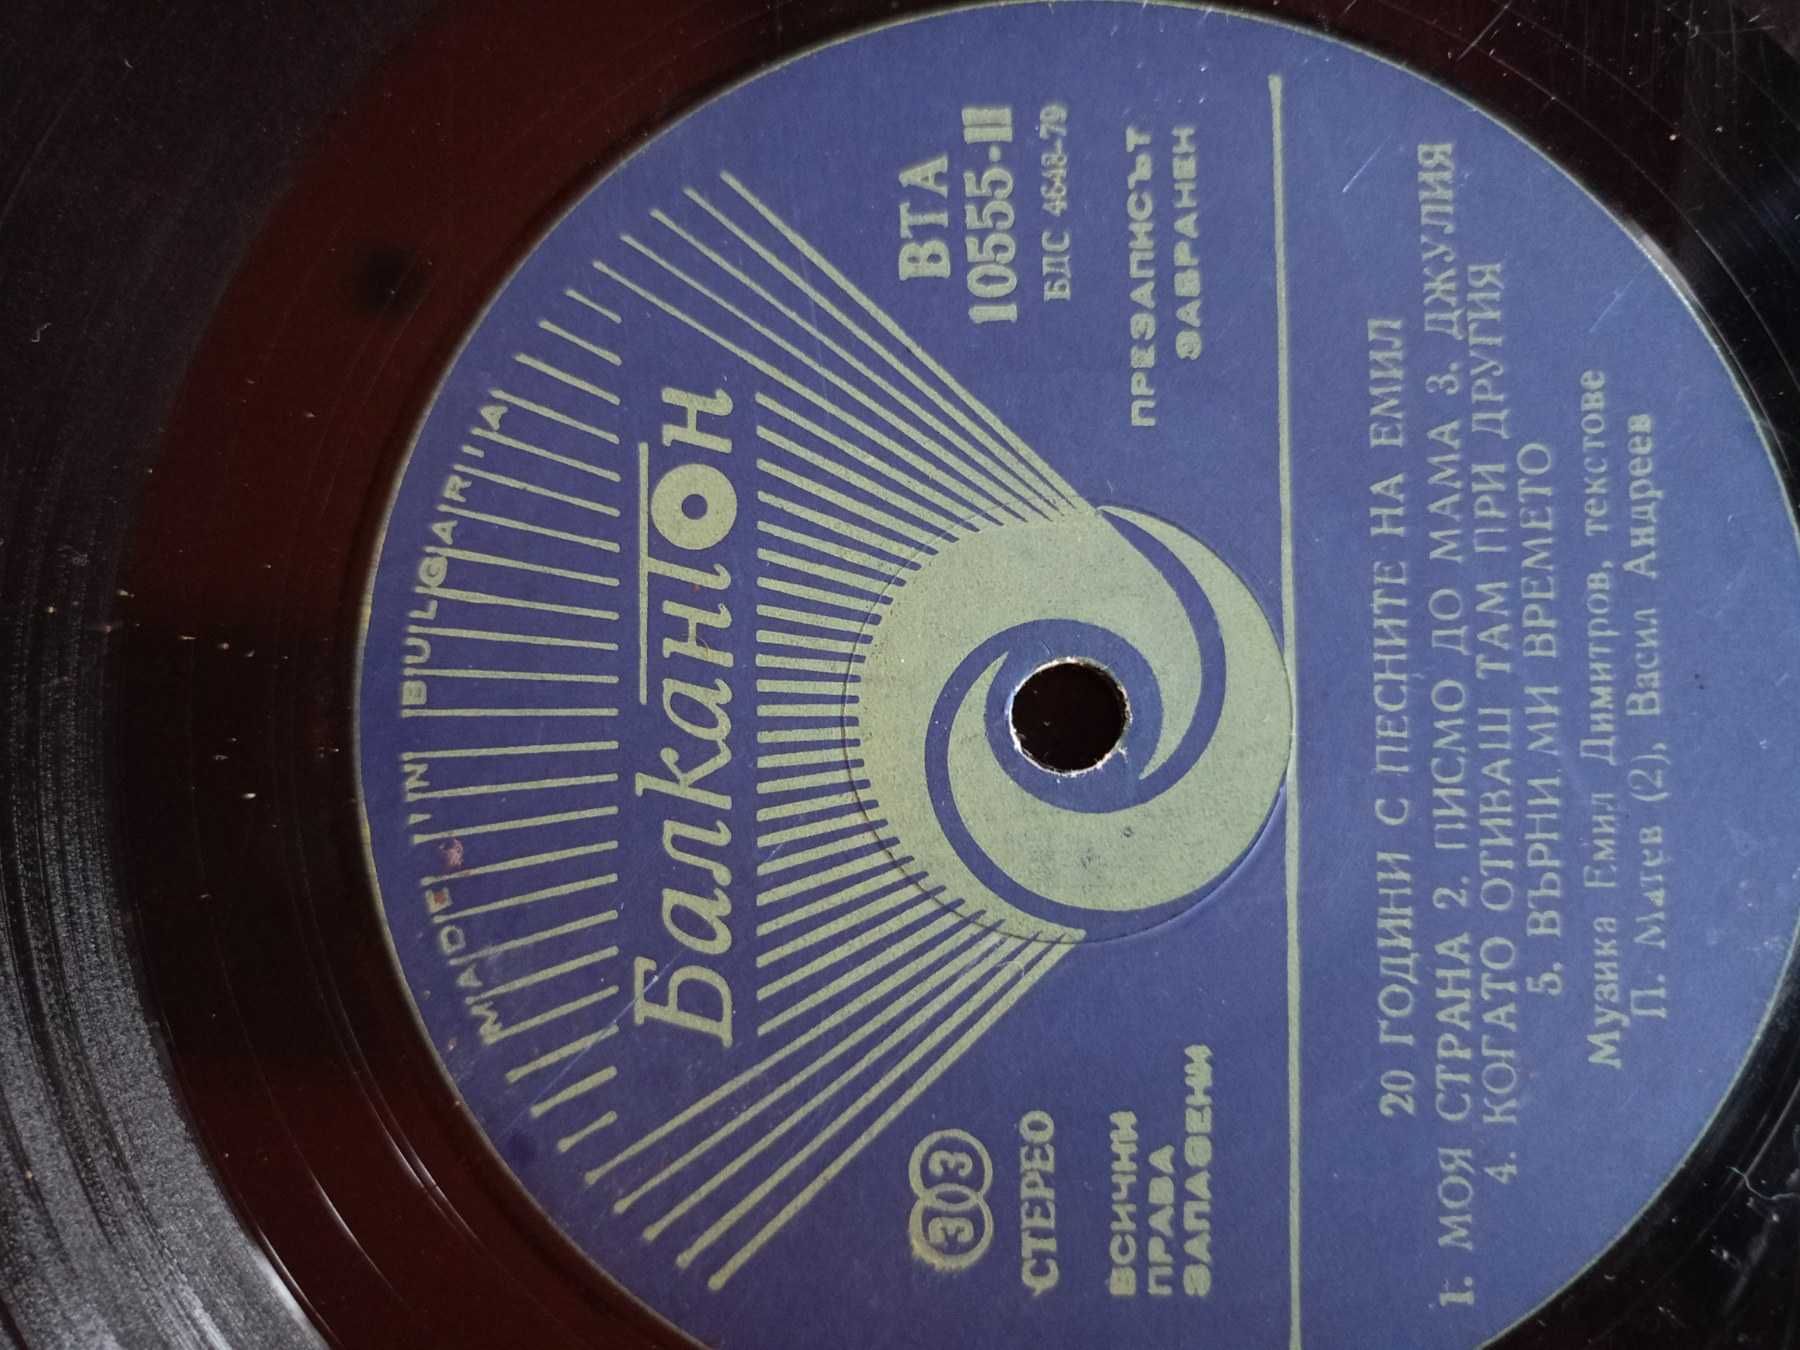 MADE IN BULGARIA
Балкантон
ЗОЗ
СТЕРЕО
ВСИЧКИ
ПРАВА
ЗАПАЗЕНИ
ВТА
10555-II
БДС 4648-79
ПРЕЗАПИСЪТ
ЗАБРАНЕН
20 ГОДИНИ С ПЕСНИТЕ НА ЕМИЛ
1. МОЯ СТРАНА 2. ПИСМО ДО МАМА 3. ДЖУЛИЯ
4. КОГАТО ОТИВАШ ТАМ ПРИ ДРУГИЯ
5. ВЪРНИ МИ ВРЕМЕТО
Музика Емил Димитров, текстове
П. Матев (2), Васил Андреев